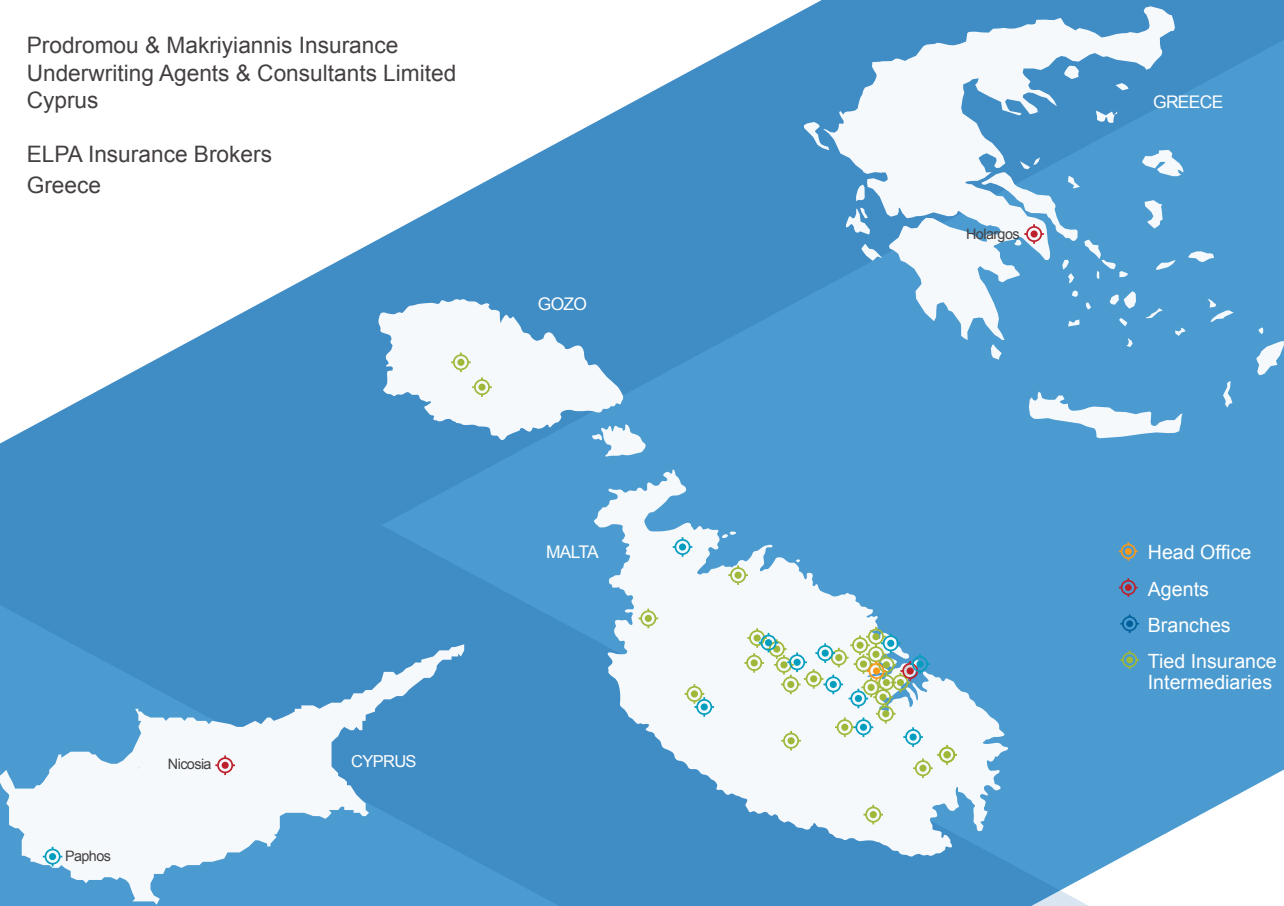 Prodromou & Makriyiannis Insurance
Underwriting Agents & Consultants Limited
Cyprus
ELPA Insurance Brokers
Greece
GREECE
Holargos
GOZO
MALTA
Head Office
Agents
Branches
Tied Insurance
Intermediaries
Nicosia
CYPRUS
Paphos